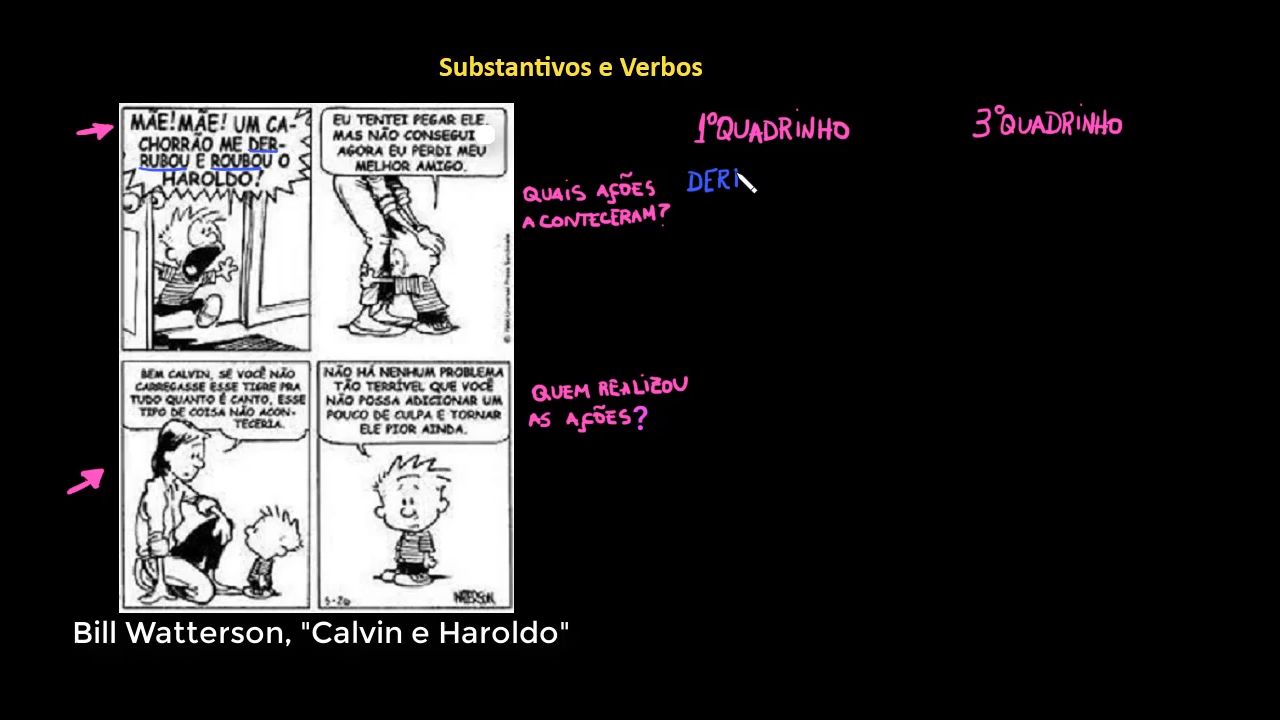 Substantivos e Verbos
MÃE! MÃE! UM CA-
CHORRÃO ME DER-
RUBOU E ROUBOU O
HAROLDO!
EU TENTEI PEGAR ELE.
MAS NÃO CONSEGUI
AGORA EU PERDI MEU
MELHOR AMIGO.
BEM CALVIN, SE VOCÊ NÃO
CARREGASSE ESSE TIGRE PRA
TUDO QUANTO É CANTO, ESSE
TIPO DE COISA NÃO ACON-
TECERIA.
NÃO HÁ NENHUM PROBLEMA
TÃO TERRÍVEL QUE VOCÊ
NÃO POSSA ADICIONAR UM
POUCO DE CULPA E TORNAR
ELE PIOR AINDA.
5-26
WATTERSON
1º QUADRINHO
3º QUADRINHO
QUAIS AÇÕES
ACONTECERAM?
DER
QUEM REALIZOU
AS AÇÕES?
Bill Watterson, "Calvin e Haroldo"